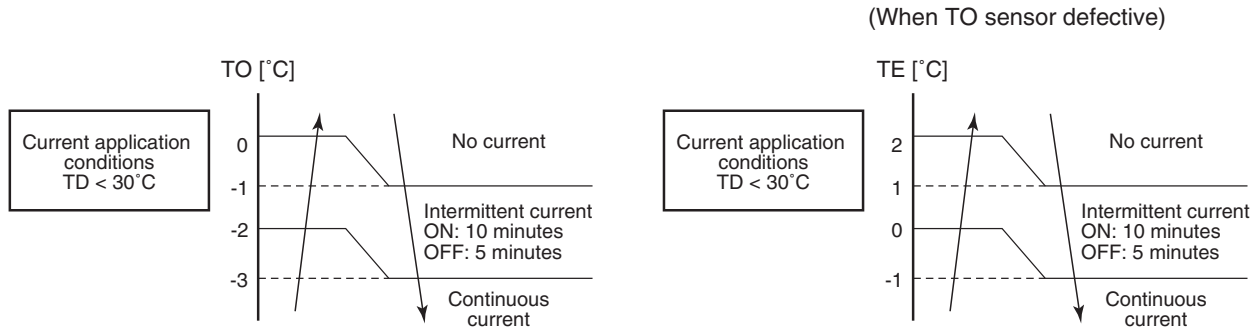 (When TO sensor defective)
TO [˚C]
Current application
conditions
TD < 30˚C
0
-1
-2
-3
No current
Intermittent current
ON: 10 minutes
OFF: 5 minutes
Continuous
current
TE [˚C]
Current application
conditions
TD < 30˚C
2
1
0
-1
No current
Intermittent current
ON: 10 minutes
OFF: 5 minutes
Continuous
current